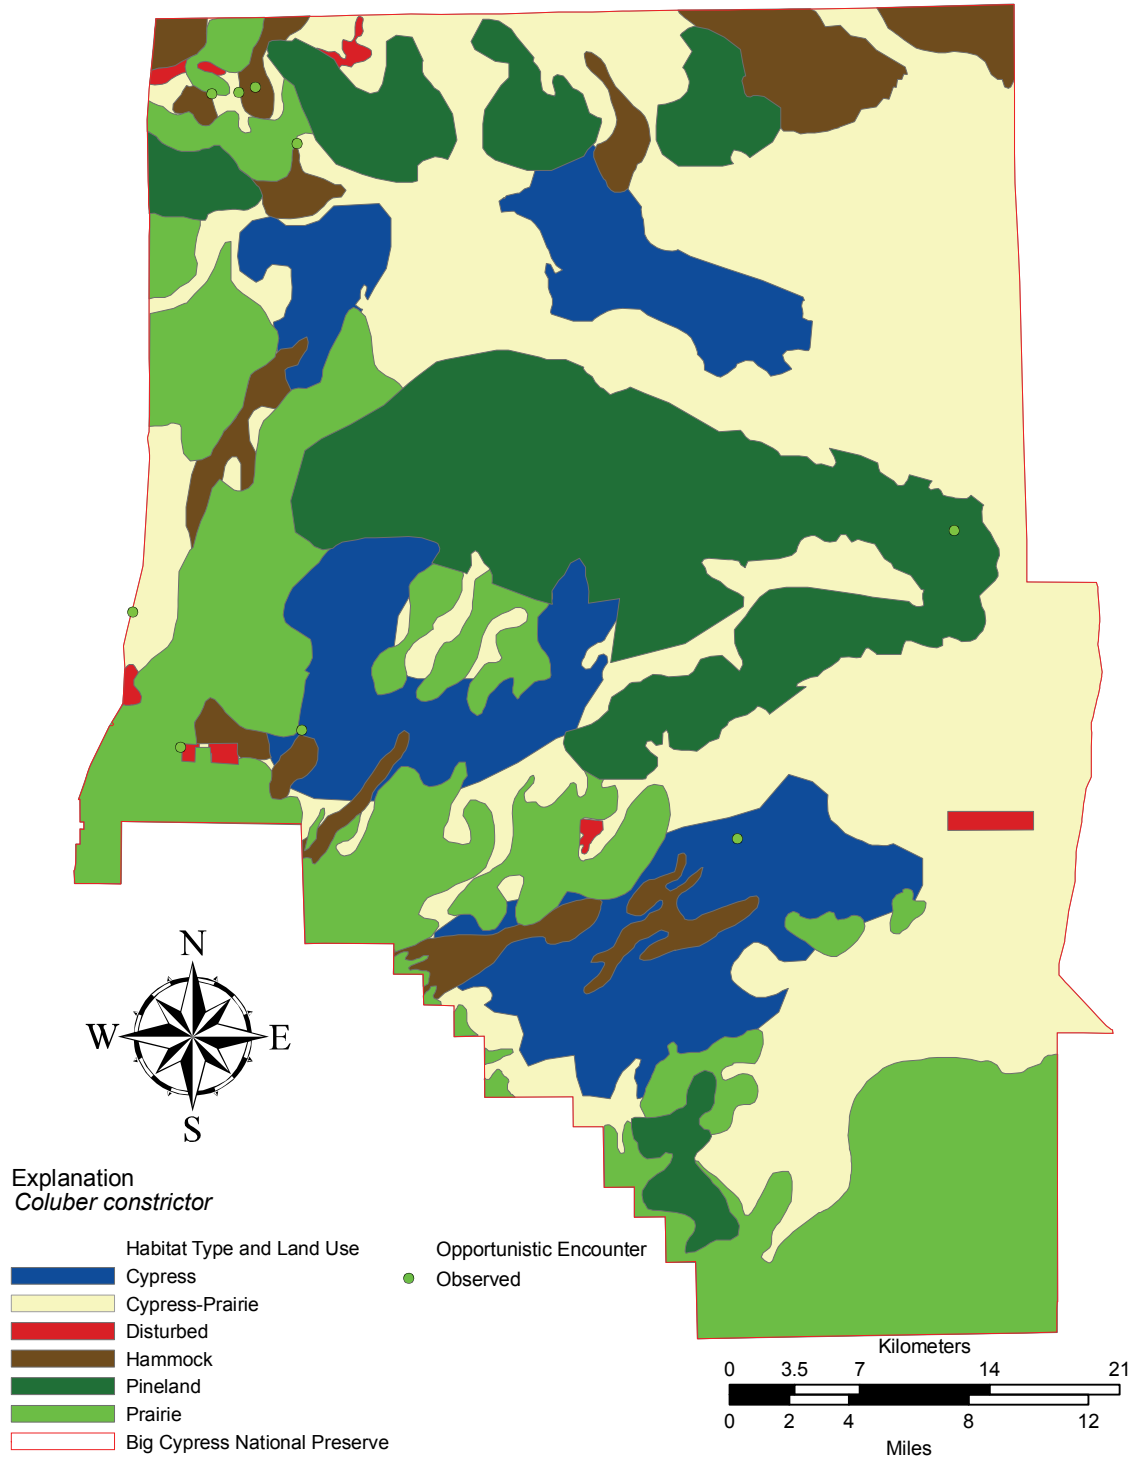 N
W E
S
Explanation
Coluber constrictor
Habitat Type and Land Use
Cypress
Cypress-Prairie
Disturbed
Hammock
Pineland
Prairie
Big Cypress National Preserve
Opportunistic Encounter
Observed
Kilometers
0 3.5 7 14 21
0 2 4 8 12
Miles